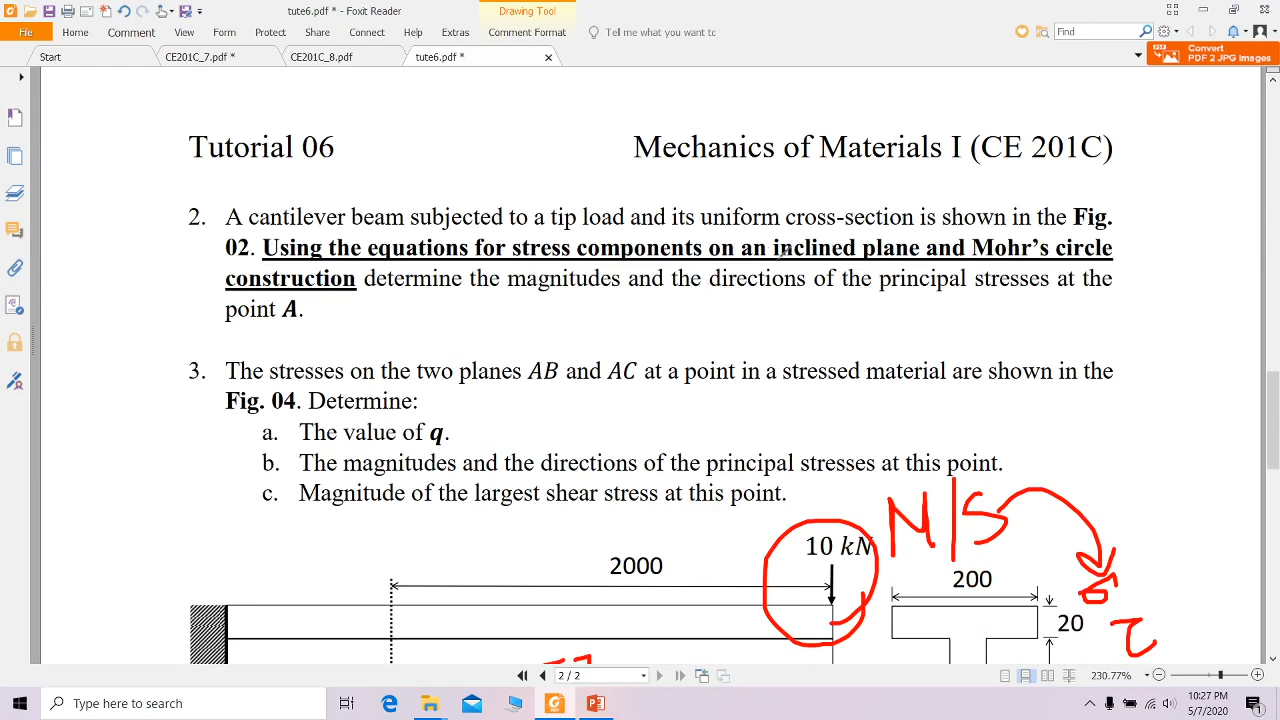 tute6.pdf * - Foxit Reader
Drawing Tool
File Home Comment View Form Protect Share Connect Help Extras Comment Format Tell me what you want tc Find
Start CE201C_7.pdf * CE201C_8.pdf tute6.pdf *
Convert
PDF 2 JPG Images
Tutorial 06 Mechanics of Materials I (CE 201C)
2. A cantilever beam subjected to a tip load and its uniform cross-section is shown in the Fig.
02. Using the equations for stress components on an inclined plane and Mohr’s circle
construction determine the magnitudes and the directions of the principal stresses at the
point A.
3. The stresses on the two planes AB and AC at a point in a stressed material are shown in the
Fig. 04. Determine:
a. The value of q.
b. The magnitudes and the directions of the principal stresses at this point.
c. Magnitude of the largest shear stress at this point.
N|S
10 kN
2000
200
20
τ
2 / 2
230.77%
Type here to search
10:27 PM
5/7/2020
1